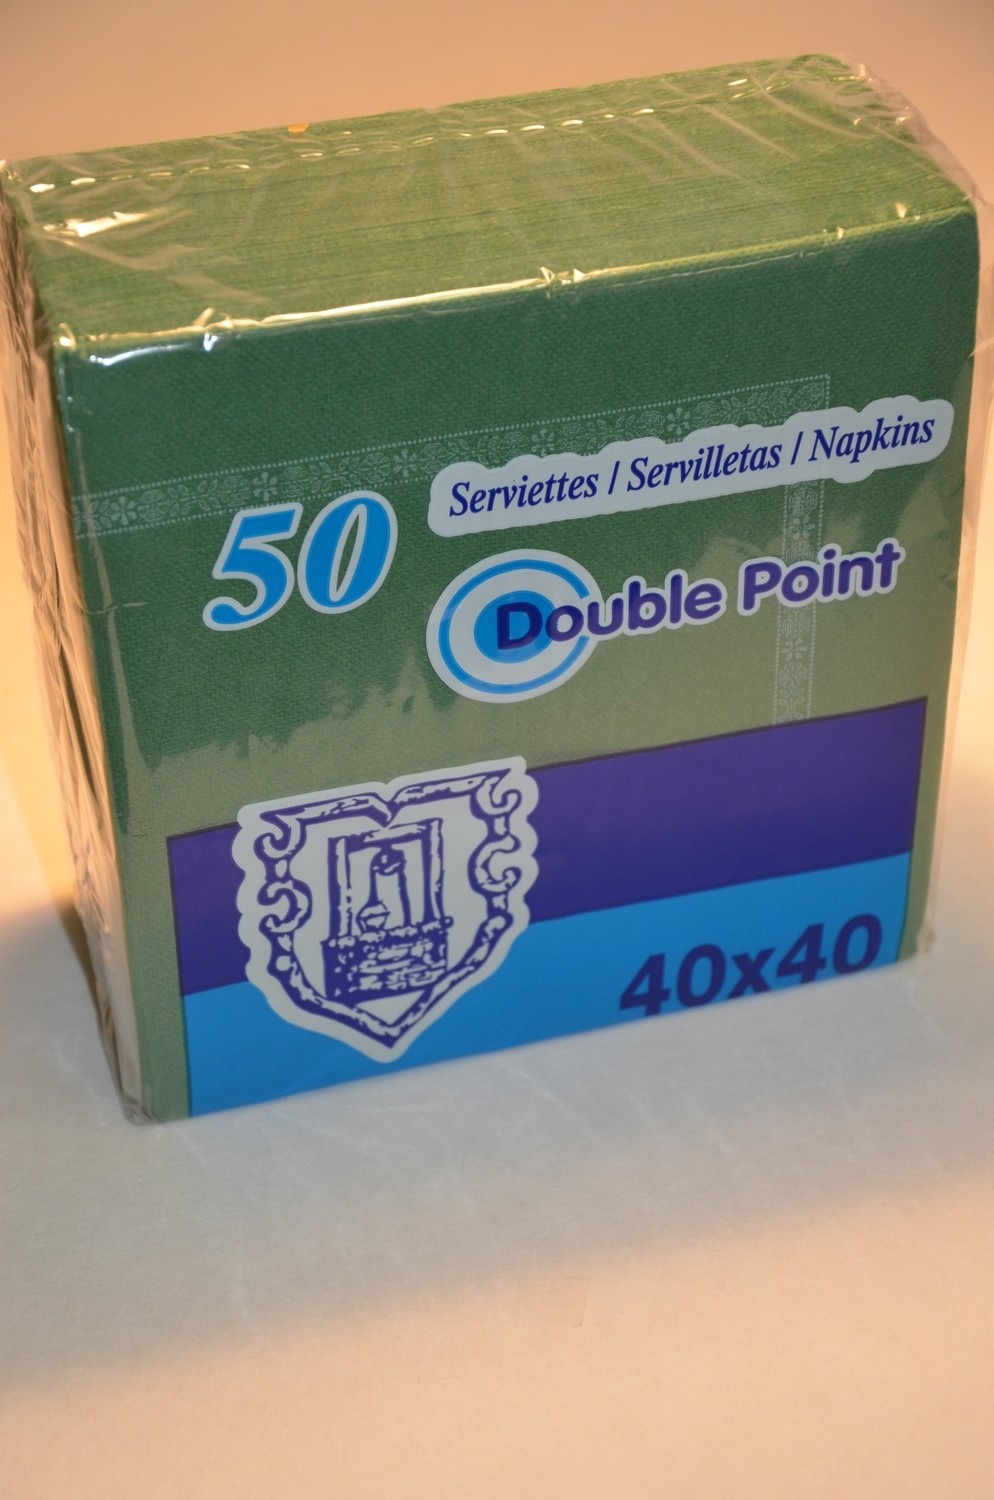 50
Serviettes / Servilletas / Napkins
Double Point
40x40